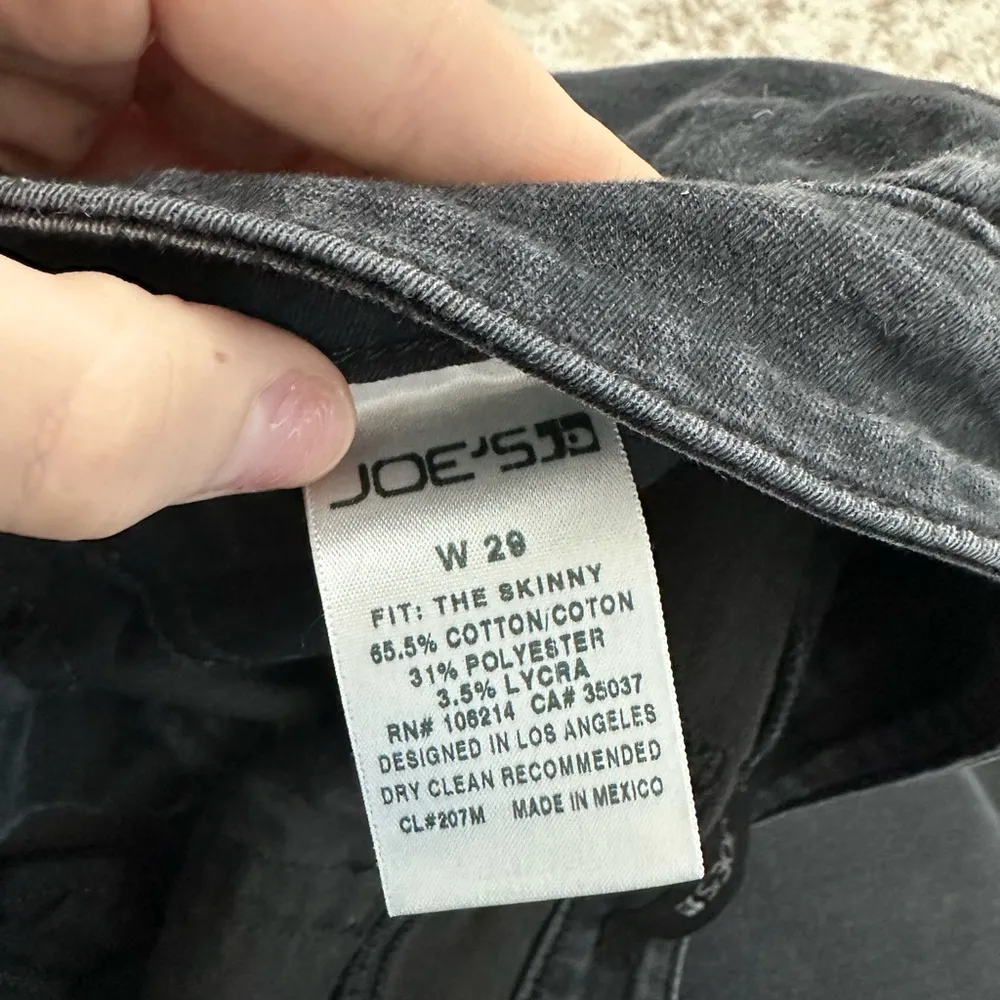 JOE'S
W 29
FIT: THE SKINNY
65.5% COTTON/COTON
31% POLYESTER
3.5% LYCRA
RN# 106214 CA# 35037
DESIGNED IN LOS ANGELES
DRY CLEAN RECOMMENDED
CL#207M MADE IN MEXICO
JOE'S